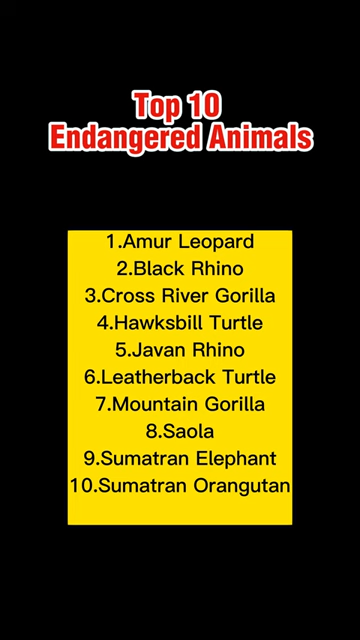 Top 10
Endangered Animals
1.Amur Leopard
2.Black Rhino
3.Cross River Gorilla
4.Hawksbill Turtle
5.Javan Rhino
6.Leatherback Turtle
7.Mountain Gorilla
8.Saola
9.Sumatran Elephant
10.Sumatran Orangutan